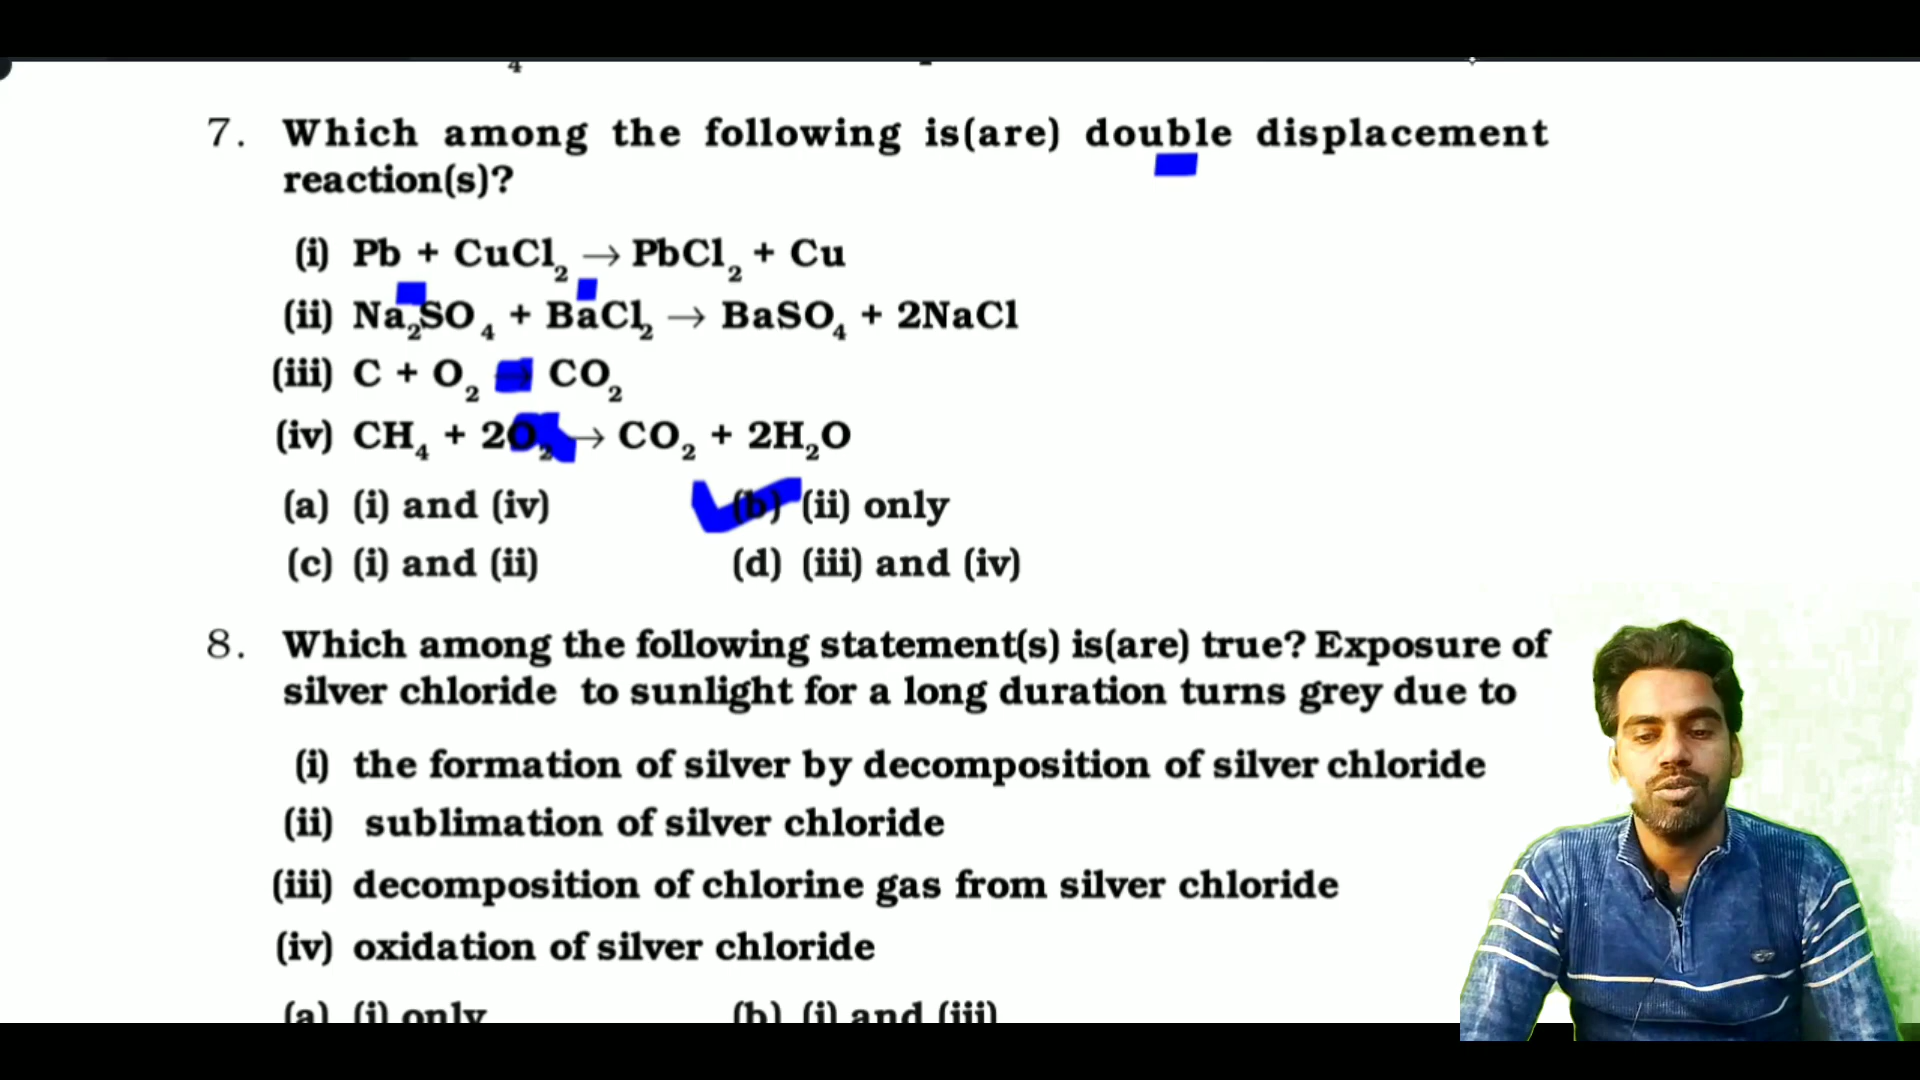 7. Which among the following is(are) double displacement
reaction(s)?
(i) Pb + CuCl₂ → PbCl₂ + Cu
(ii) Na₂SO₄ + BaCl₂ → BaSO₄ + 2NaCl
(iii) C + O₂ → CO₂
(iv) CH₄ + 2O₂ → CO₂ + 2H₂O
(a) (i) and (iv) (b) (ii) only
(c) (i) and (ii) (d) (iii) and (iv)
8. Which among the following statement(s) is(are) true? Exposure of
silver chloride to sunlight for a long duration turns grey due to
(i) the formation of silver by decomposition of silver chloride
(ii) sublimation of silver chloride
(iii) decomposition of chlorine gas from silver chloride
(iv) oxidation of silver chloride
(a) (i) only (b) (i) and (iii)